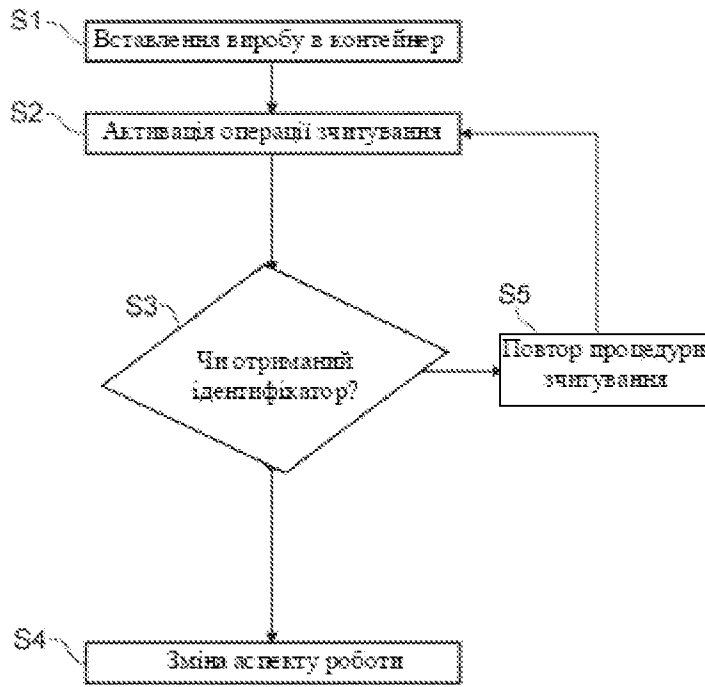 S1
Вставлення виробу в контейнер
S2
Активація операції зчитування
S3
Чи отриманий
ідентифікатор?
S5
Повтор процедури
зчитування
S4
Зміна аспекту роботи